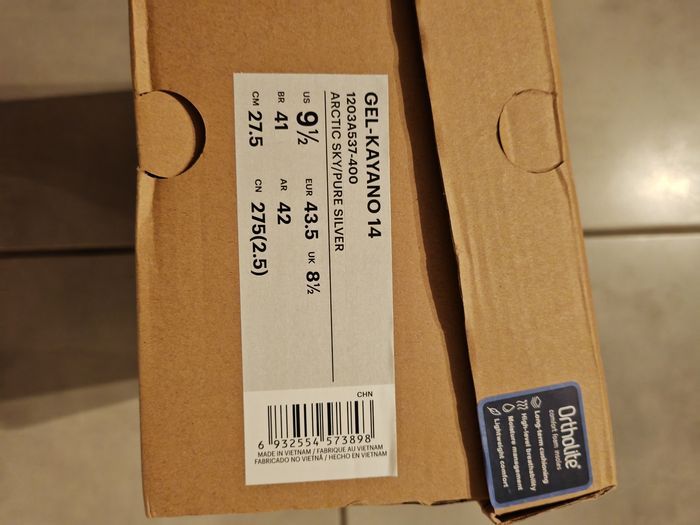 GEL-KAYANO 14
1203A537-400
ARCTIC SKY/PURE SILVER
US 9½ EUR 43.5 UK 8½
BR 41 AR 42
CM 27.5 CN 275(2.5)
CHN
6 932554 573898
MADE IN VIETNAM / FABRIQUE AU VIETNAM
FABRICADO NO VIETNÃ / HECHO EN VIETNAM
OrthoLite®
comfort foam insoles
Long-term cushioning
High-level breathability
Moisture management
Lightweight comfort